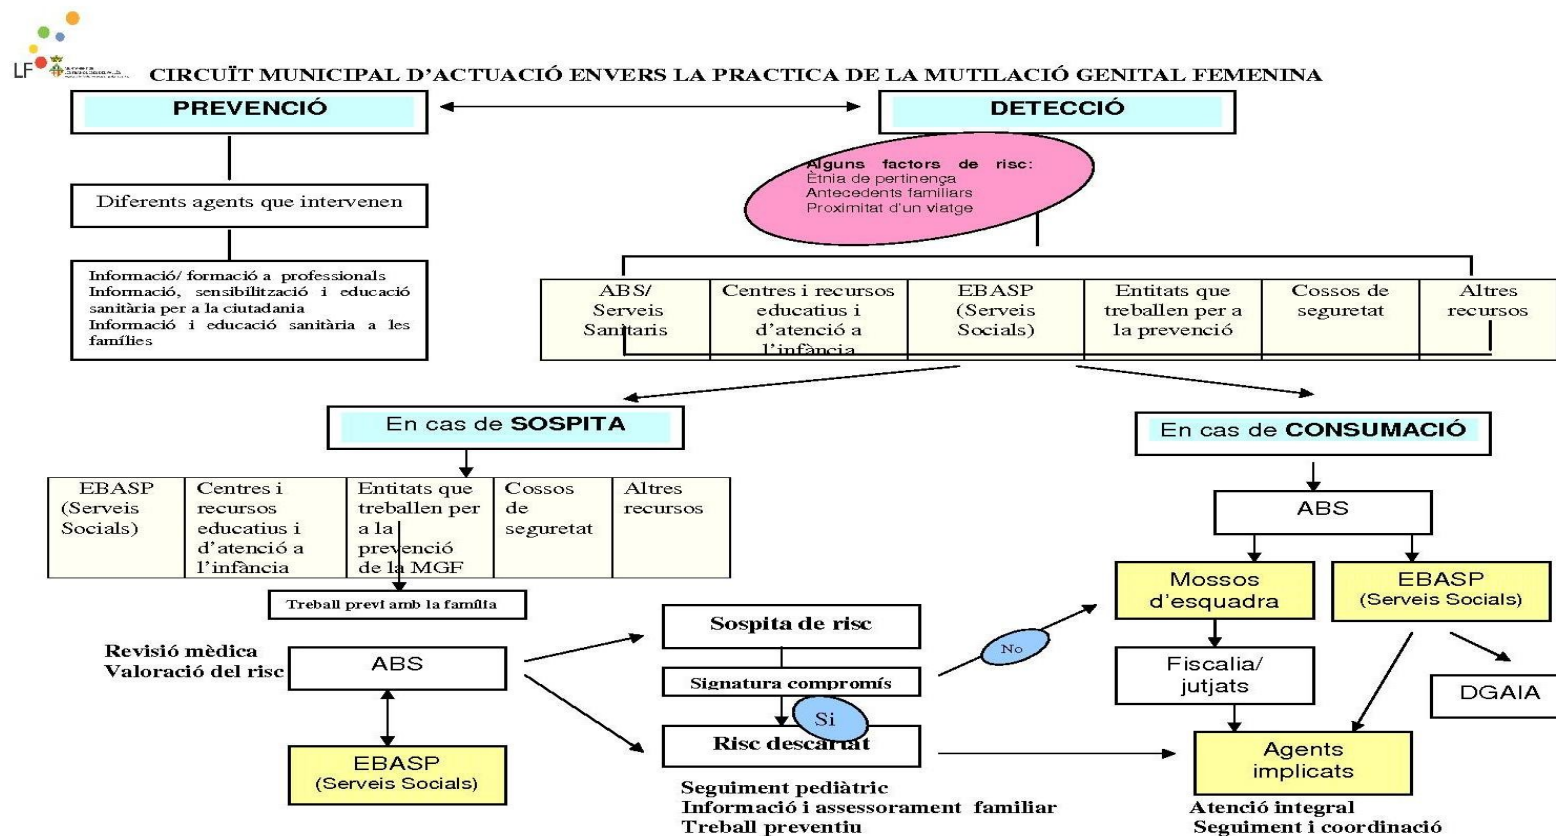 LF
CIRCUÏT MUNICIPAL D'ACTUACIÓ ENVERS LA PRACTICA DE LA MUTILACIÓ GENITAL FEMENINA
PREVENCIÓ
DETECCIÓ
Alguns factors de risc:
Ètnia de pertinença
Antecedents familiars
Proximitat d'un viatge
Diferents agents que intervenen
Informació/ formació a professionals
Informació, sensibilització i educació
sanitària per a la ciutadania
Informació i educació sanitària a les
famílies
ABS/
Serveis
Sanitaris
Centres i recursos
educatius i
d'atenció a
l'infància
EBASP
(Serveis
Socials)
Entitats que
treballen per a
la prevenció
Cossos de
seguretat
Altres
recursos
En cas de SOSPITA
En cas de CONSUMACIÓ
EBASP
(Serveis
Socials)
Centres i
recursos
educatius i
d'atenció a
l'infància
Entitats que
treballen per
a la
prevenció
de la MGF
Cossos
de
seguretat
Altres
recursos
ABS
Mossos
d'esquadra
EBASP
(Serveis Socials)
Treball previ amb la família
Sospita de risc
No
Revisió mèdica
Valoració del risc
ABS
Signatura compromís
Fiscalia/
jutjats
DGAIA
Si
Risc descartat
EBASP
(Serveis Socials)
Agents
implicats
Seguiment pediàtric
Informació i assessorament familiar
Treball preventiu
Atenció integral
Seguiment i coordinació